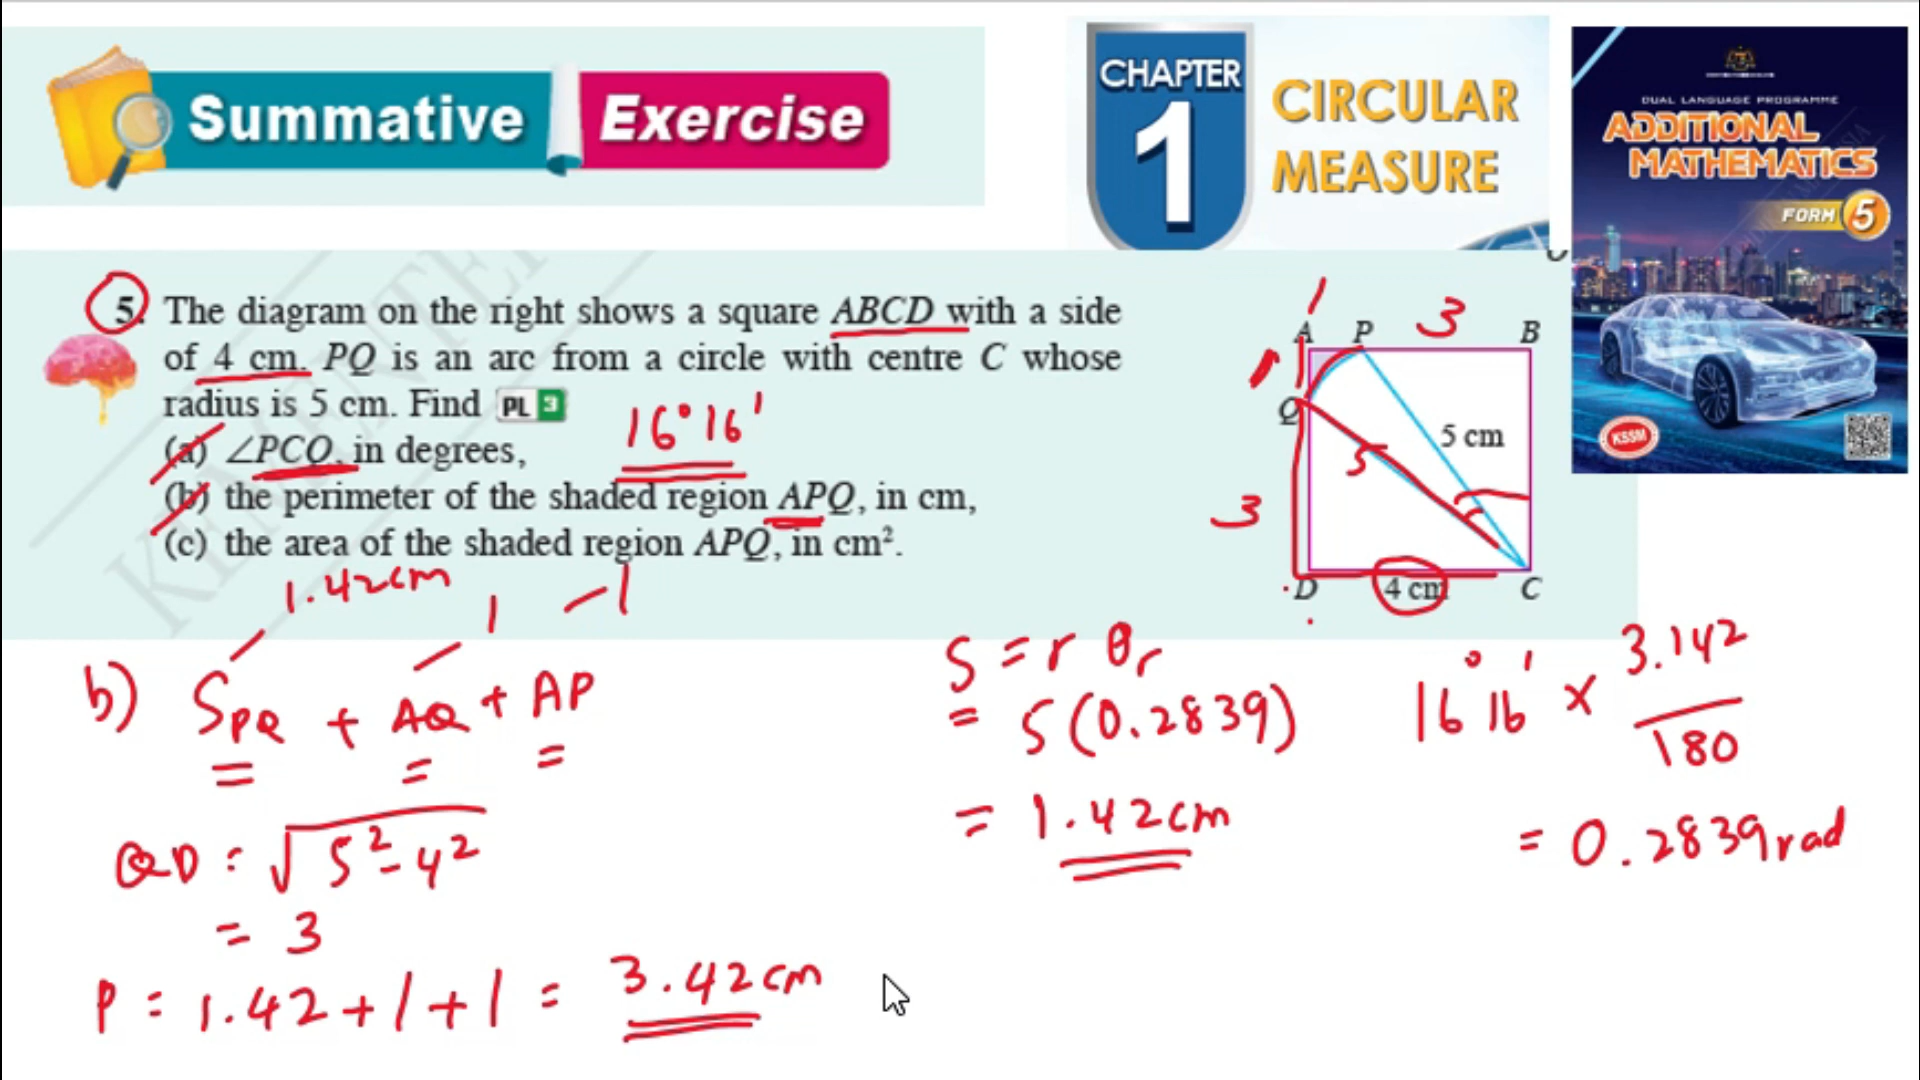 Summative Exercise
CHAPTER
1
CIRCULAR
MEASURE
DUAL LANGUAGE PROGRAMME
ADDITIONAL
MATHEMATICS
FORM 5
KSSM
5. The diagram on the right shows a square ABCD with a side
of 4 cm. PQ is an arc from a circle with centre C whose
radius is 5 cm. Find PL 3
(a) ∠PCQ, in degrees,
16°16'
(b) the perimeter of the shaded region APQ, in cm,
(c) the area of the shaded region APQ, in cm².
1
3
A P B
1
Q
5 cm
5
3
D 4 cm C
1.42cm
1
1
b) S_PQ + AQ + AP
QD = √5² - 4²
= 3
P = 1.42 + 1 + 1 = 3.42cm
S = r θr
= 5(0.2839)
= 1.42cm
16°16' × 3.142
180
= 0.2839 rad